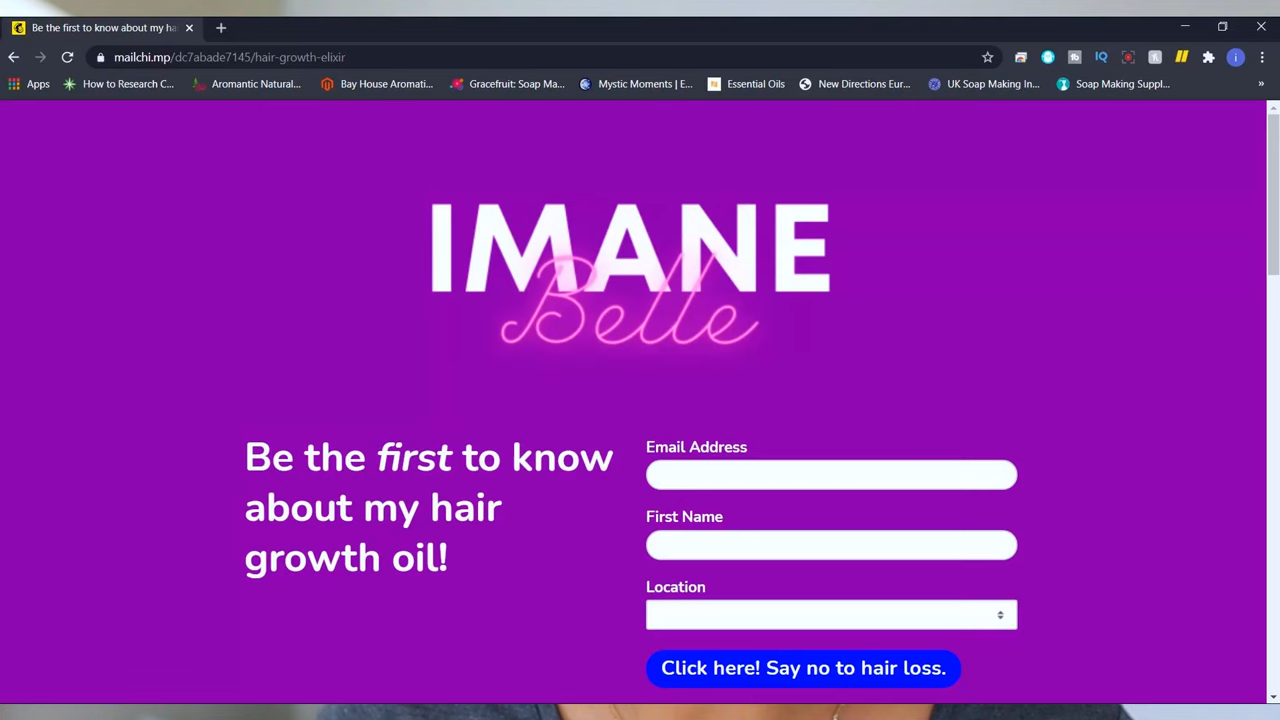 Be the first to know about my ha
mailchi.mp/dc7abade7145/hair-growth-elixir
Apps
How to Research C...
Aromantic Natural...
Bay House Aromati...
Gracefruit: Soap Ma...
Mystic Moments | E...
Essential Oils
New Directions Eur...
UK Soap Making In...
Soap Making Suppl...
IMANE
Belle
Be the first to know
about my hair
growth oil!
Email Address
First Name
Location
Click here! Say no to hair loss.